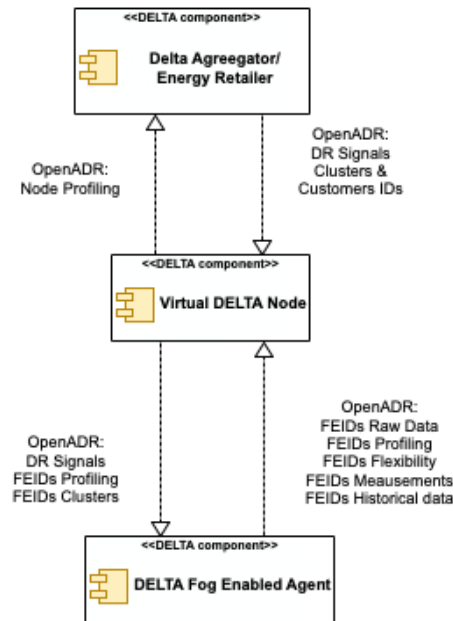 <<DELTA component>>
Delta Agreegator/
Energy Retailer
OpenADR:
Node Profiling
OpenADR:
DR Signals
Clusters &
Customers IDs
<<DELTA component>>
Virtual DELTA Node
OpenADR:
DR Signals
FEIDs Profiling
FEIDs Clusters
OpenADR:
FEIDs Raw Data
FEIDs Profiling
FEIDs Flexibility
FEIDs Meausements
FEIDs Historical data
<<DELTA component>>
DELTA Fog Enabled Agent